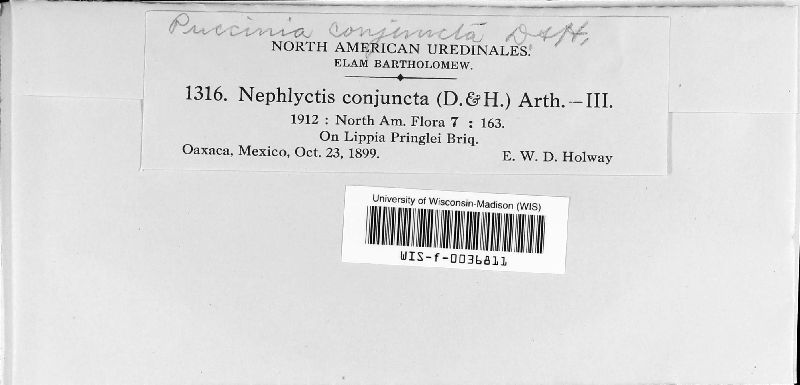 Puccinia conjuncta D & H.
NORTH AMERICAN UREDINALES.
ELAM BARTHOLOMEW.
1316. Nephlyctis conjuncta (D. & H.) Arth. — III.
1912 : North Am. Flora 7 : 163.
On Lippia Pringlei Briq.
Oaxaca, Mexico, Oct. 23, 1899. E. W. D. Holway
University of Wisconsin-Madison (WIS)
WIS-f-0036811